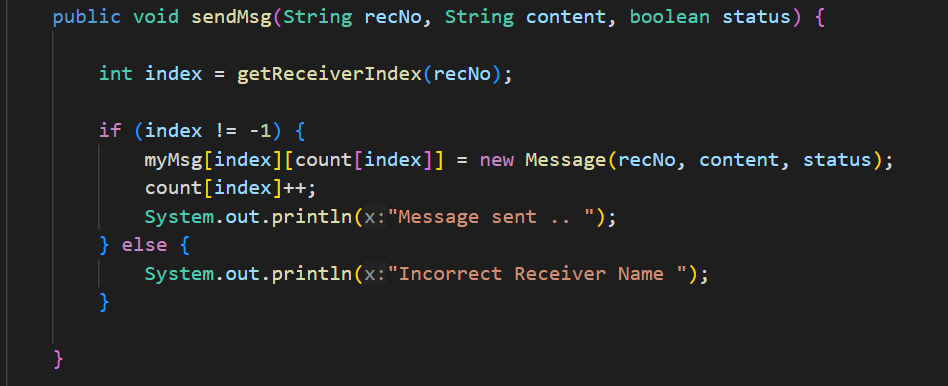 public void sendMsg(String recNo, String content, boolean status) {
int index = getReceiverIndex(recNo);
if (index != -1) {
myMsg[index][count[index]] = new Message(recNo, content, status);
count[index]++;
System.out.println(x:"Message sent .. ");
} else {
System.out.println(x:"Incorrect Receiver Name ");
}
}